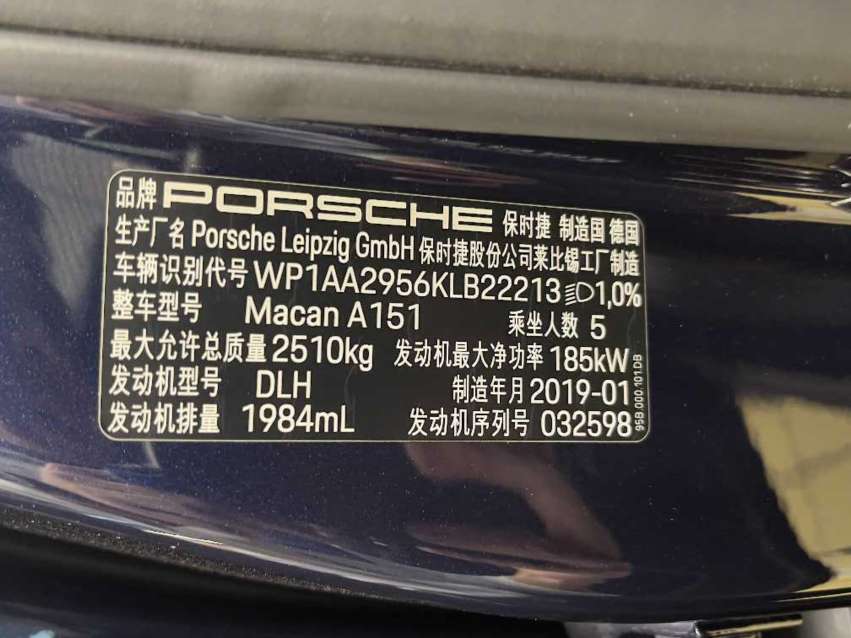 品牌 PORSCHE 保时捷 制造国 德国
生产厂名 Porsche Leipzig GmbH 保时捷股份公司莱比锡工厂制造
车辆识别代号 WP1AA2956KLB22213 1,0%
整车型号 Macan A151 乘坐人数 5
最大允许总质量 2510kg 发动机最大净功率 185kW
发动机型号 DLH 制造年月 2019-01
发动机排量 1984mL 发动机序列号 032598
95B.000.101.DB